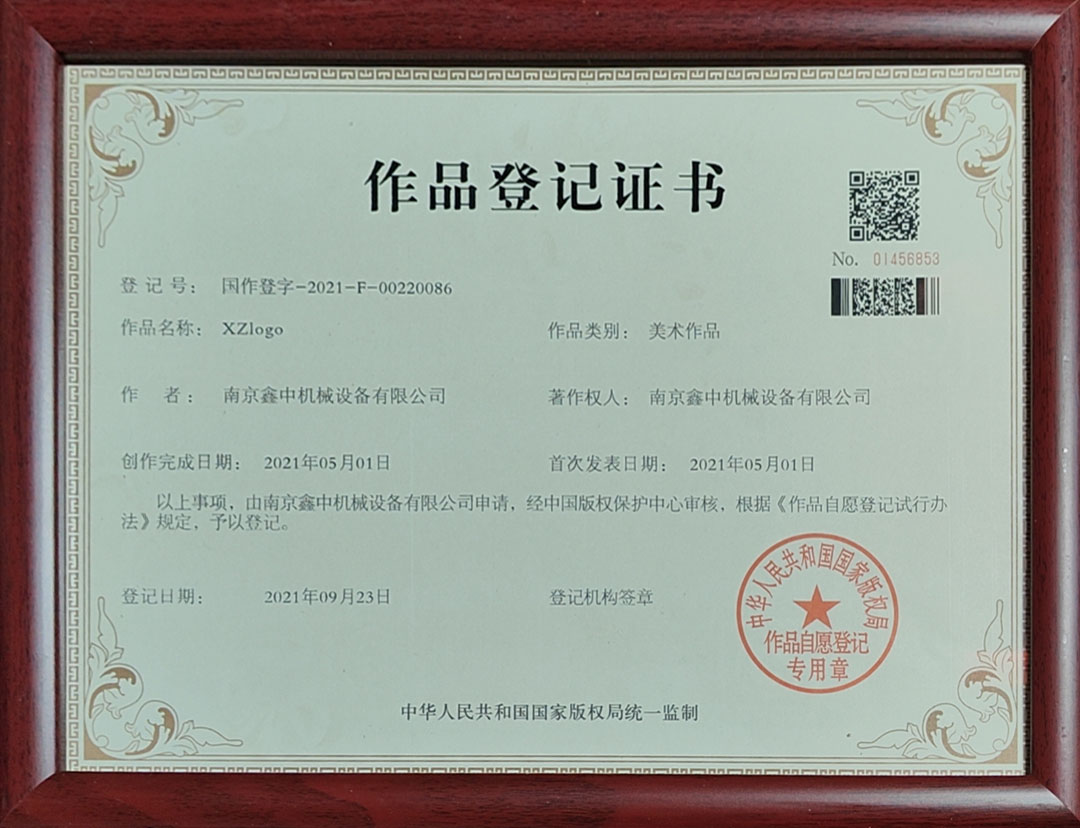 作品登记证书
No. 01456853
登记号： 国作登字-2021-F-00220086
作品名称： XZlogo
作品类别： 美术作品
作 者： 南京鑫中机械设备有限公司
著作权人： 南京鑫中机械设备有限公司
创作完成日期： 2021年05月01日
首次发表日期： 2021年05月01日
以上事项，由南京鑫中机械设备有限公司申请，经中国版权保护中心审核，根据《作品自愿登记试行办
法》规定，予以登记。
登记日期： 2021年09月23日
登记机构签章
中华人民共和国国家版权局
作品自愿登记
专用章
中华人民共和国国家版权局统一监制